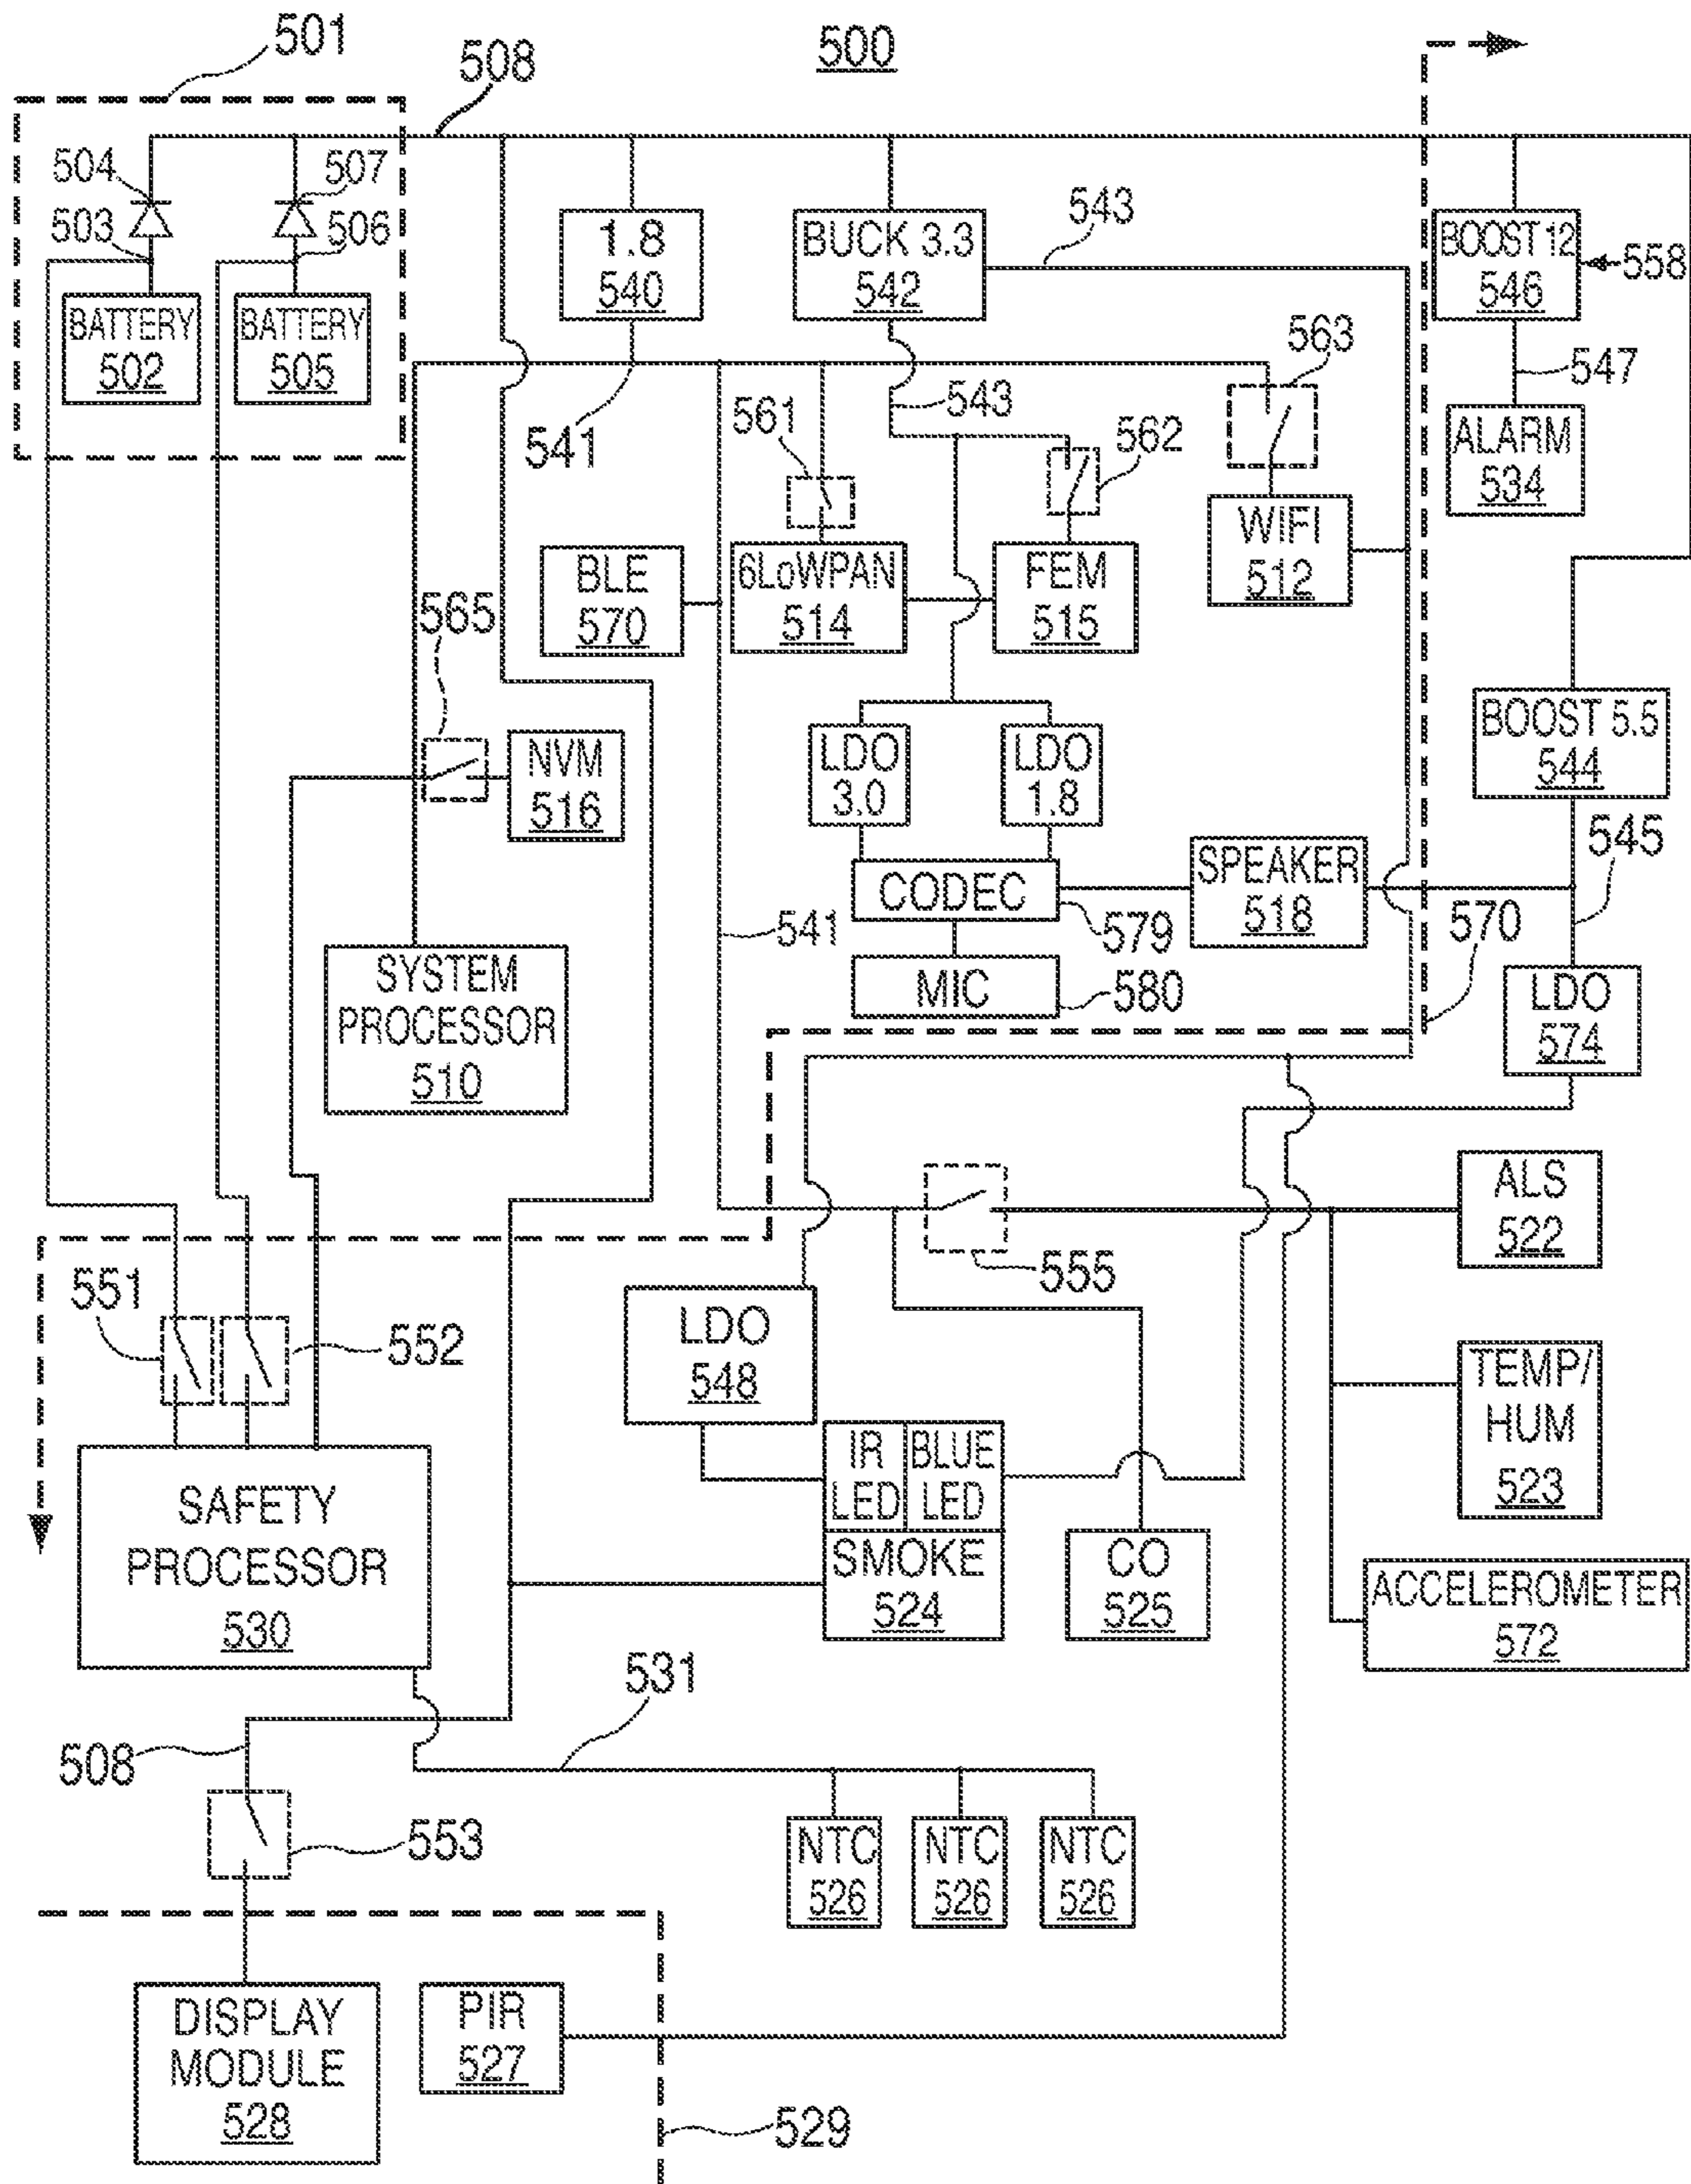 501
508
500
504
507
503
506
BATTERY
502
BATTERY
505
1.8
540
BUCK 3.3
542
543
BOOST 12
546
558
563
547
541
561
543
562
ALARM
534
WIFI
512
BLE
570
6LoWPAN
514
FEM
515
565
NVM
516
LDO
3.0
LDO
1.8
BOOST 5.5
544
545
CODEC
579
SPEAKER
518
570
541
MIC
580
SYSTEM
PROCESSOR
510
LDO
574
ALS
522
555
551
552
LDO
548
TEMP/
HUM
523
IR
LED
BLUE
LED
SMOKE
524
CO
525
ACCELEROMETER
572
SAFETY
PROCESSOR
530
531
508
553
NTC
526
NTC
526
NTC
526
DISPLAY
MODULE
528
PIR
527
529